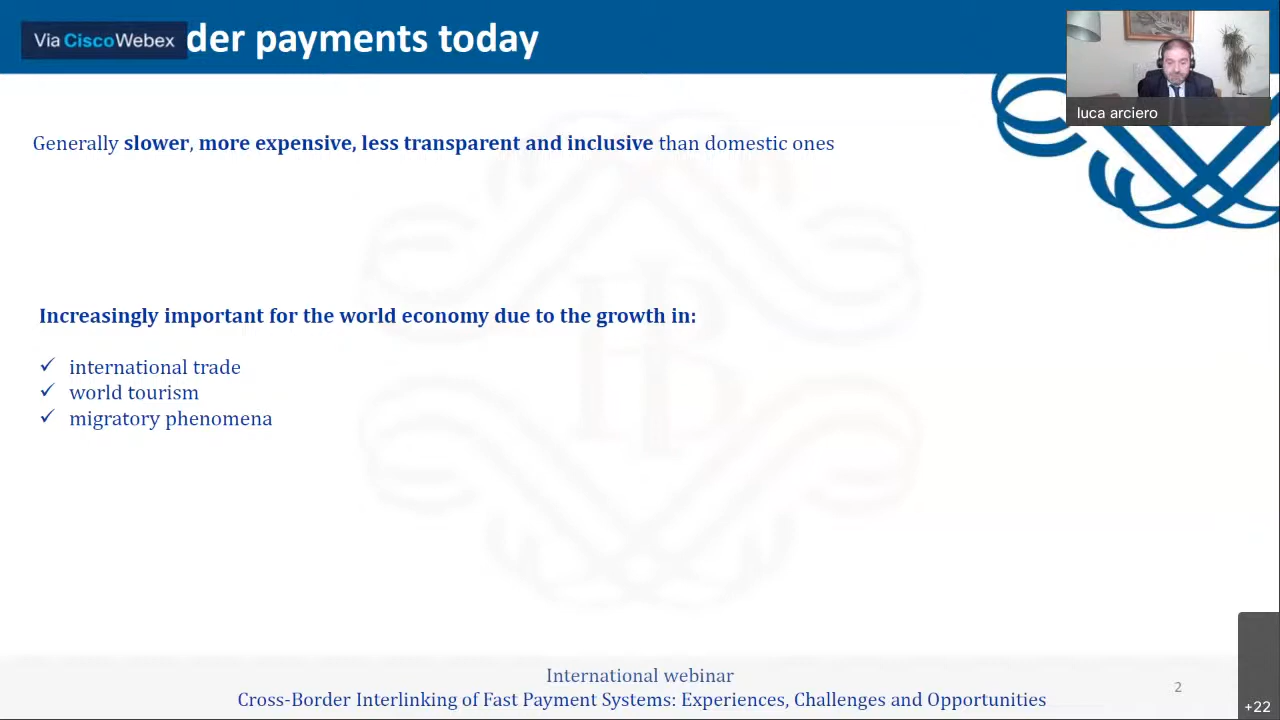 Via Cisco Webex
der payments today
luca arciero
Generally slower, more expensive, less transparent and inclusive than domestic ones
Increasingly important for the world economy due to the growth in:
✓ international trade
✓ world tourism
✓ migratory phenomena
International webinar
Cross-Border Interlinking of Fast Payment Systems: Experiences, Challenges and Opportunities
2
+22